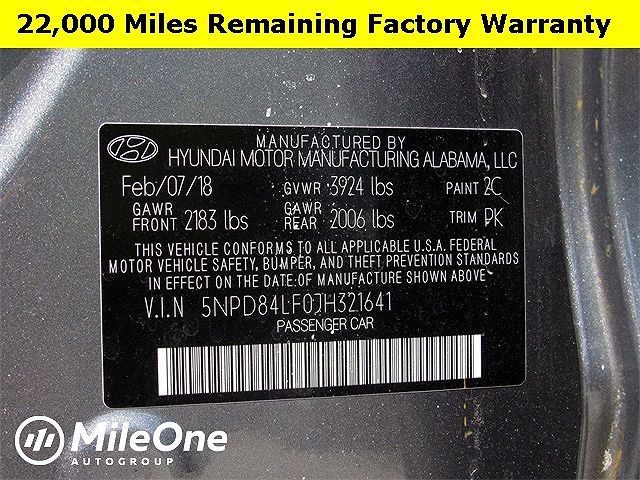 22,000 Miles Remaining Factory Warranty
MANUFACTURED BY
HYUNDAI MOTOR MANUFACTURING ALABAMA, LLC
Feb/07/18 GVWR 3924 lbs PAINT 2C
GAWR FRONT 2183 lbs GAWR REAR 2006 lbs TRIM PK
THIS VEHICLE CONFORMS TO ALL APPLICABLE U.S.A. FEDERAL
MOTOR VEHICLE SAFETY, BUMPER, AND THEFT PREVENTION STANDARDS
IN EFFECT ON THE DATE OF MANUFACTURE SHOWN ABOVE.
V.I.N 5NPD84LF0JH321641
PASSENGER CAR
MileOne
AUTOGROUP